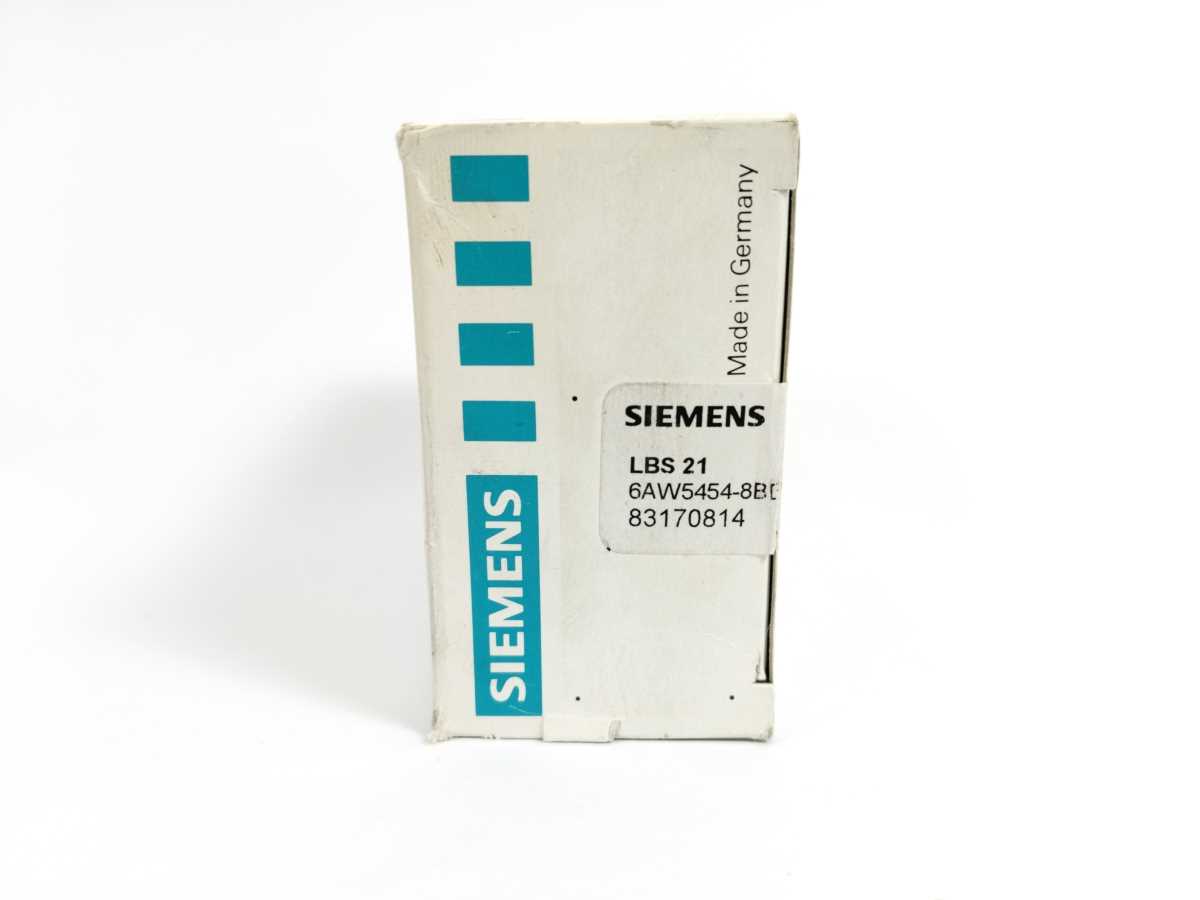 SIEMENS
Made in Germany
SIEMENS
LBS 21
6AW5454-8B
83170814